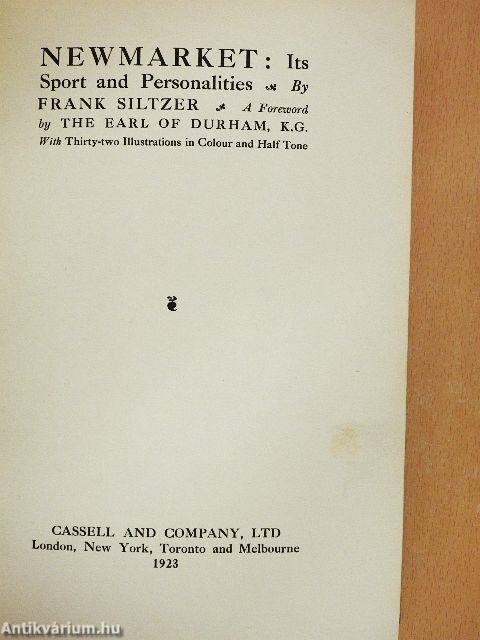 NEWMARKET: Its
Sport and Personalities By
FRANK SILTZER A Foreword
by THE EARL OF DURHAM, K.G.
With Thirty-two Illustrations in Colour and Half Tone
CASSELL AND COMPANY, LTD
London, New York, Toronto and Melbourne
1923
Antikvárium.hu